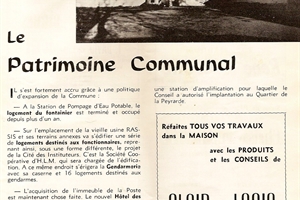 Le
Patrimoine Communal
IL s'est fortement accru grâce à une politique
d'expansion de la Commune :
— A la Station de Pompage d'Eau Potable, le
logement du fontainier est terminé et occupé
depuis plus d'un an.
— Sur l'emplacement de la vieille usine RAS-
SIS et ses terrains annexes va s'édifier une série
de logements destinés aux fonctionnaires, repre-
nant ainsi, sous une forme différente, le projet
de la Cité des Instituteurs. C'est la Société Coo-
pérative d'H.L.M. qui sera chargée de l'édifica-
tion. A ce même endroit s'érigera la Gendarmerie
avec sa caserne et 16 logements destinés aux
gendarmes.
— L'acquisition de l'immeuble de la Poste
est maintenant chose faite. Le nouvel Hôtel des
une station d'amplification pour laquelle le
Conseil a autorisé l'implantation au Quartier de
la Peyrarde.
Refaites TOUS VOS TRAVAUX
dans la MAISON
avec les PRODUITS
et les CONSEILS de